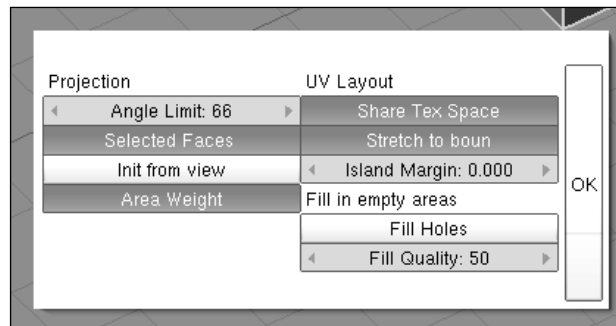 Projection
Angle Limit: 66
Selected Faces
Init from view
Area Weight
UV Layout
Share Tex Space
Stretch to boun
Island Margin: 0.000
Fill in empty areas
Fill Holes
Fill Quality: 50
OK